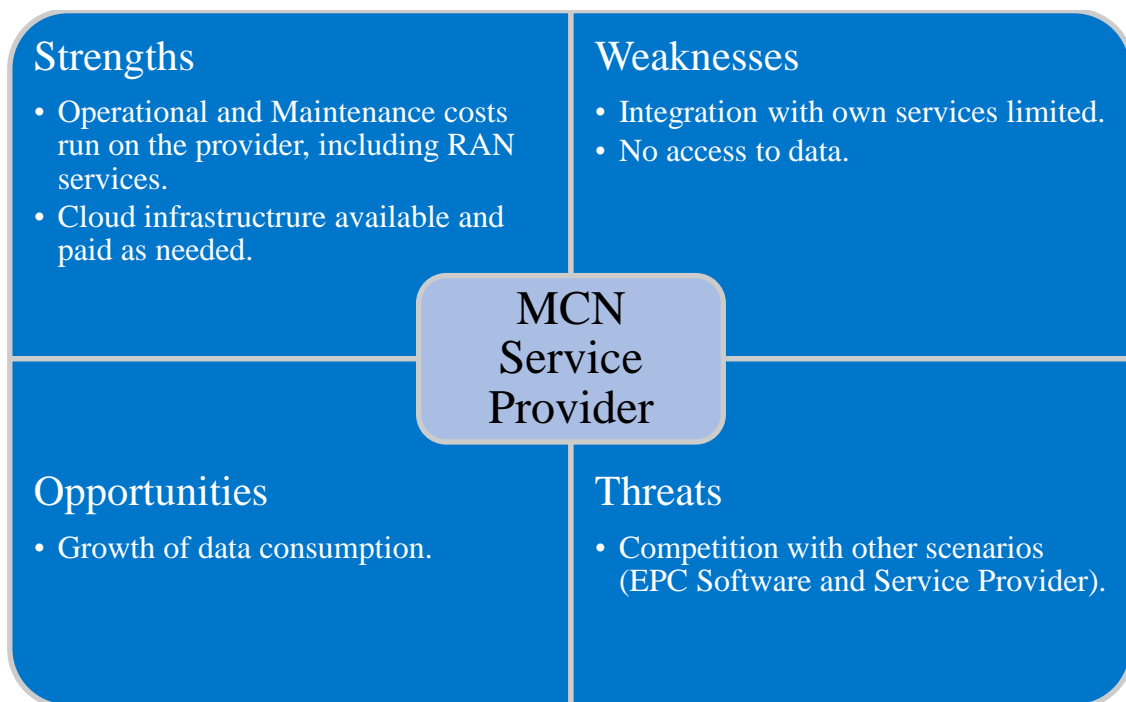 Strengths
• Operational and Maintenance costs
run on the provider, including RAN
services.
• Cloud infrastructrure available and
paid as needed.
Weaknesses
• Integration with own services limited.
• No access to data.
MCN
Service
Provider
Opportunities
• Growth of data consumption.
Threats
• Competition with other scenarios
(EPC Software and Service Provider).